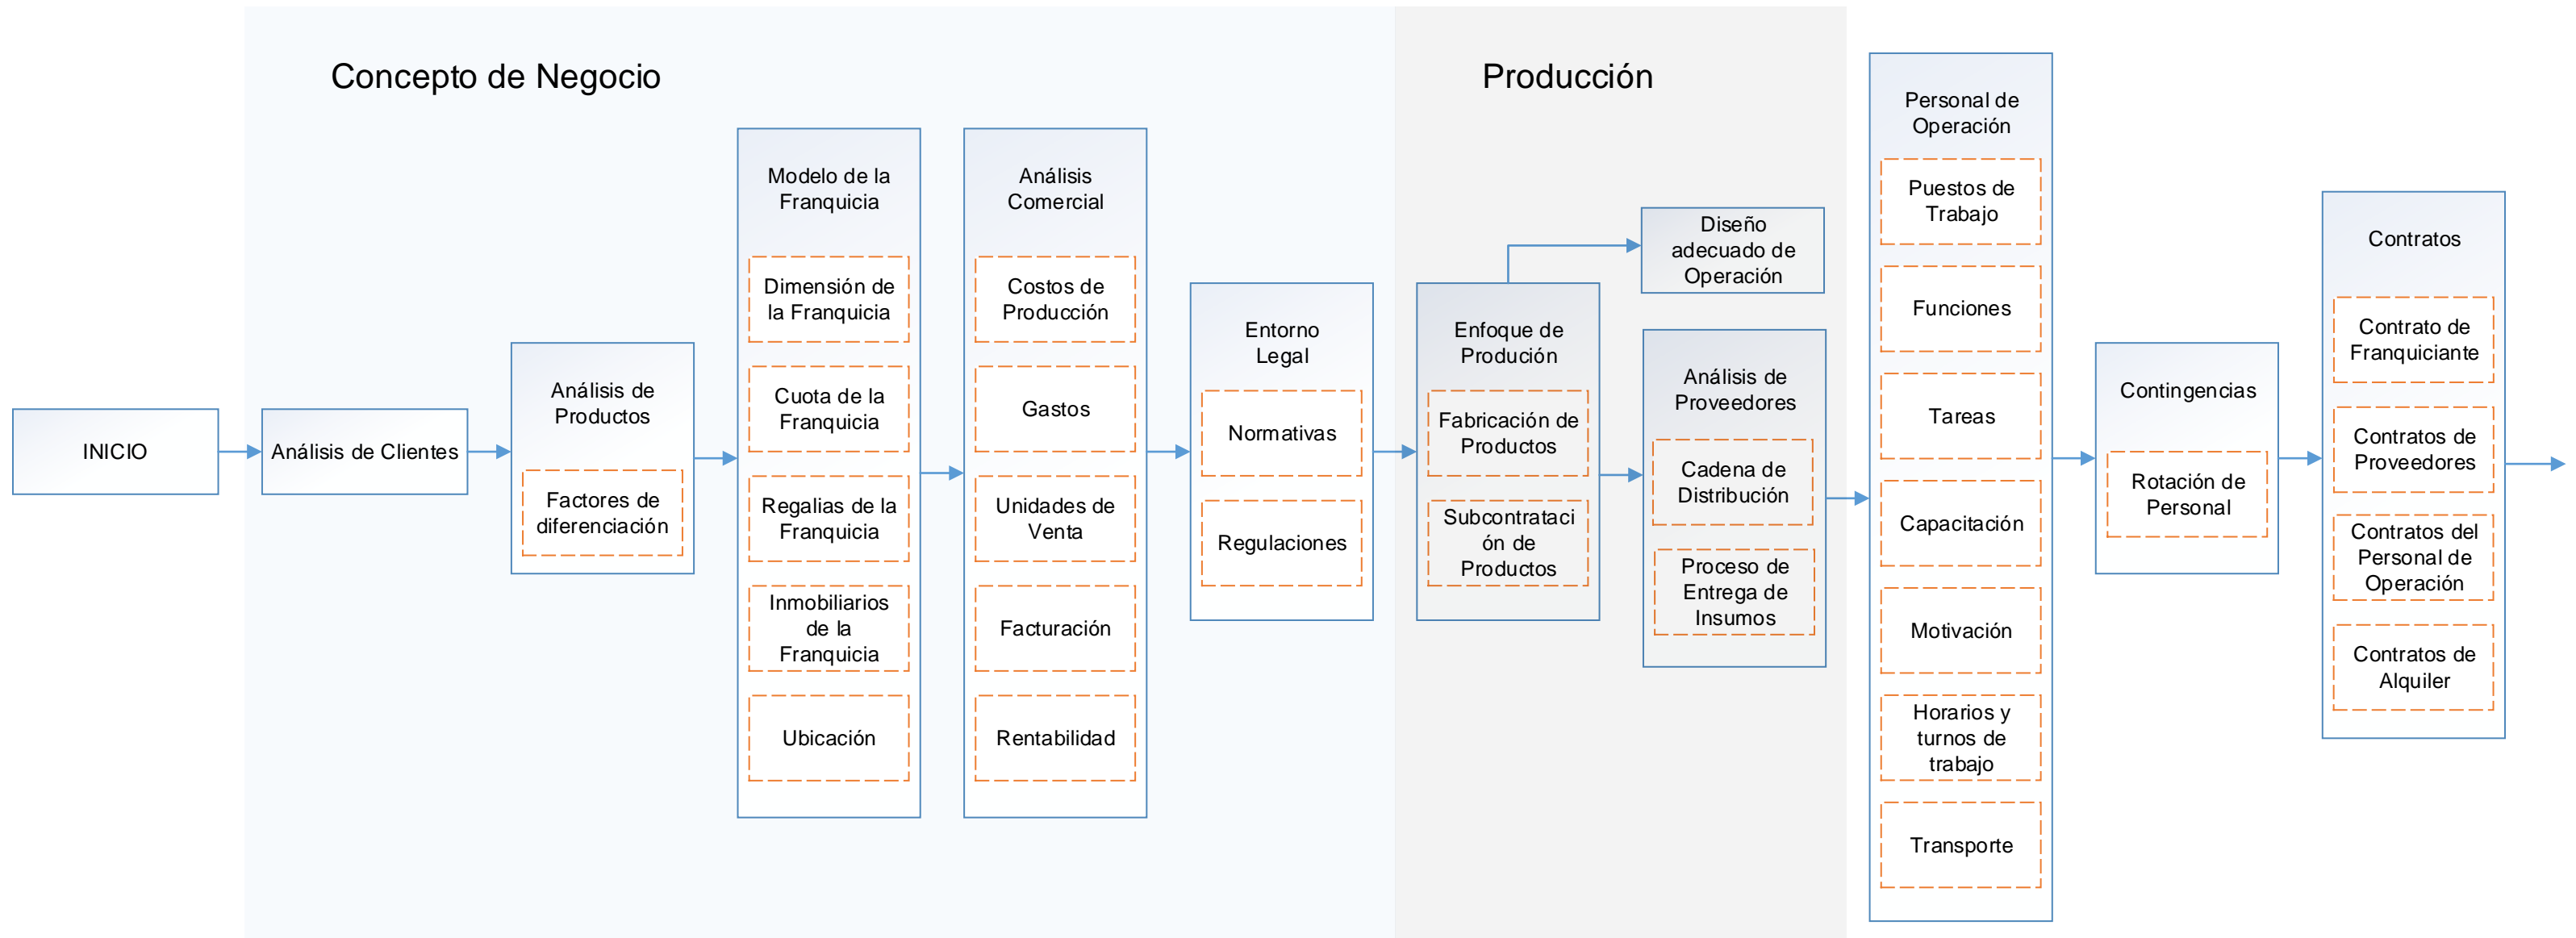 Concepto de Negocio
Producción
INICIO
Análisis de Clientes
Análisis de
Productos
Factores de
diferenciación
Modelo de la
Franquicia
Dimensión de
la Franquicia
Cuota de la
Franquicia
Regalias de la
Franquicia
Inmobiliarios
de la
Franquicia
Ubicación
Análisis
Comercial
Costos de
Producción
Gastos
Unidades de
Venta
Facturación
Rentabilidad
Entorno
Legal
Normativas
Regulaciones
Enfoque de
Produción
Fabricación de
Productos
Subcontrataci
ón de
Productos
Diseño
adecuado de
Operación
Análisis de
Proveedores
Cadena de
Distribución
Proceso de
Entrega de
Insumos
Personal de
Operación
Puestos de
Trabajo
Funciones
Tareas
Capacitación
Motivación
Horarios y
turnos de
trabajo
Transporte
Contingencias
Rotación de
Personal
Contratos
Contrato de
Franquiciante
Contratos de
Proveedores
Contratos del
Personal de
Operación
Contratos de
Alquiler